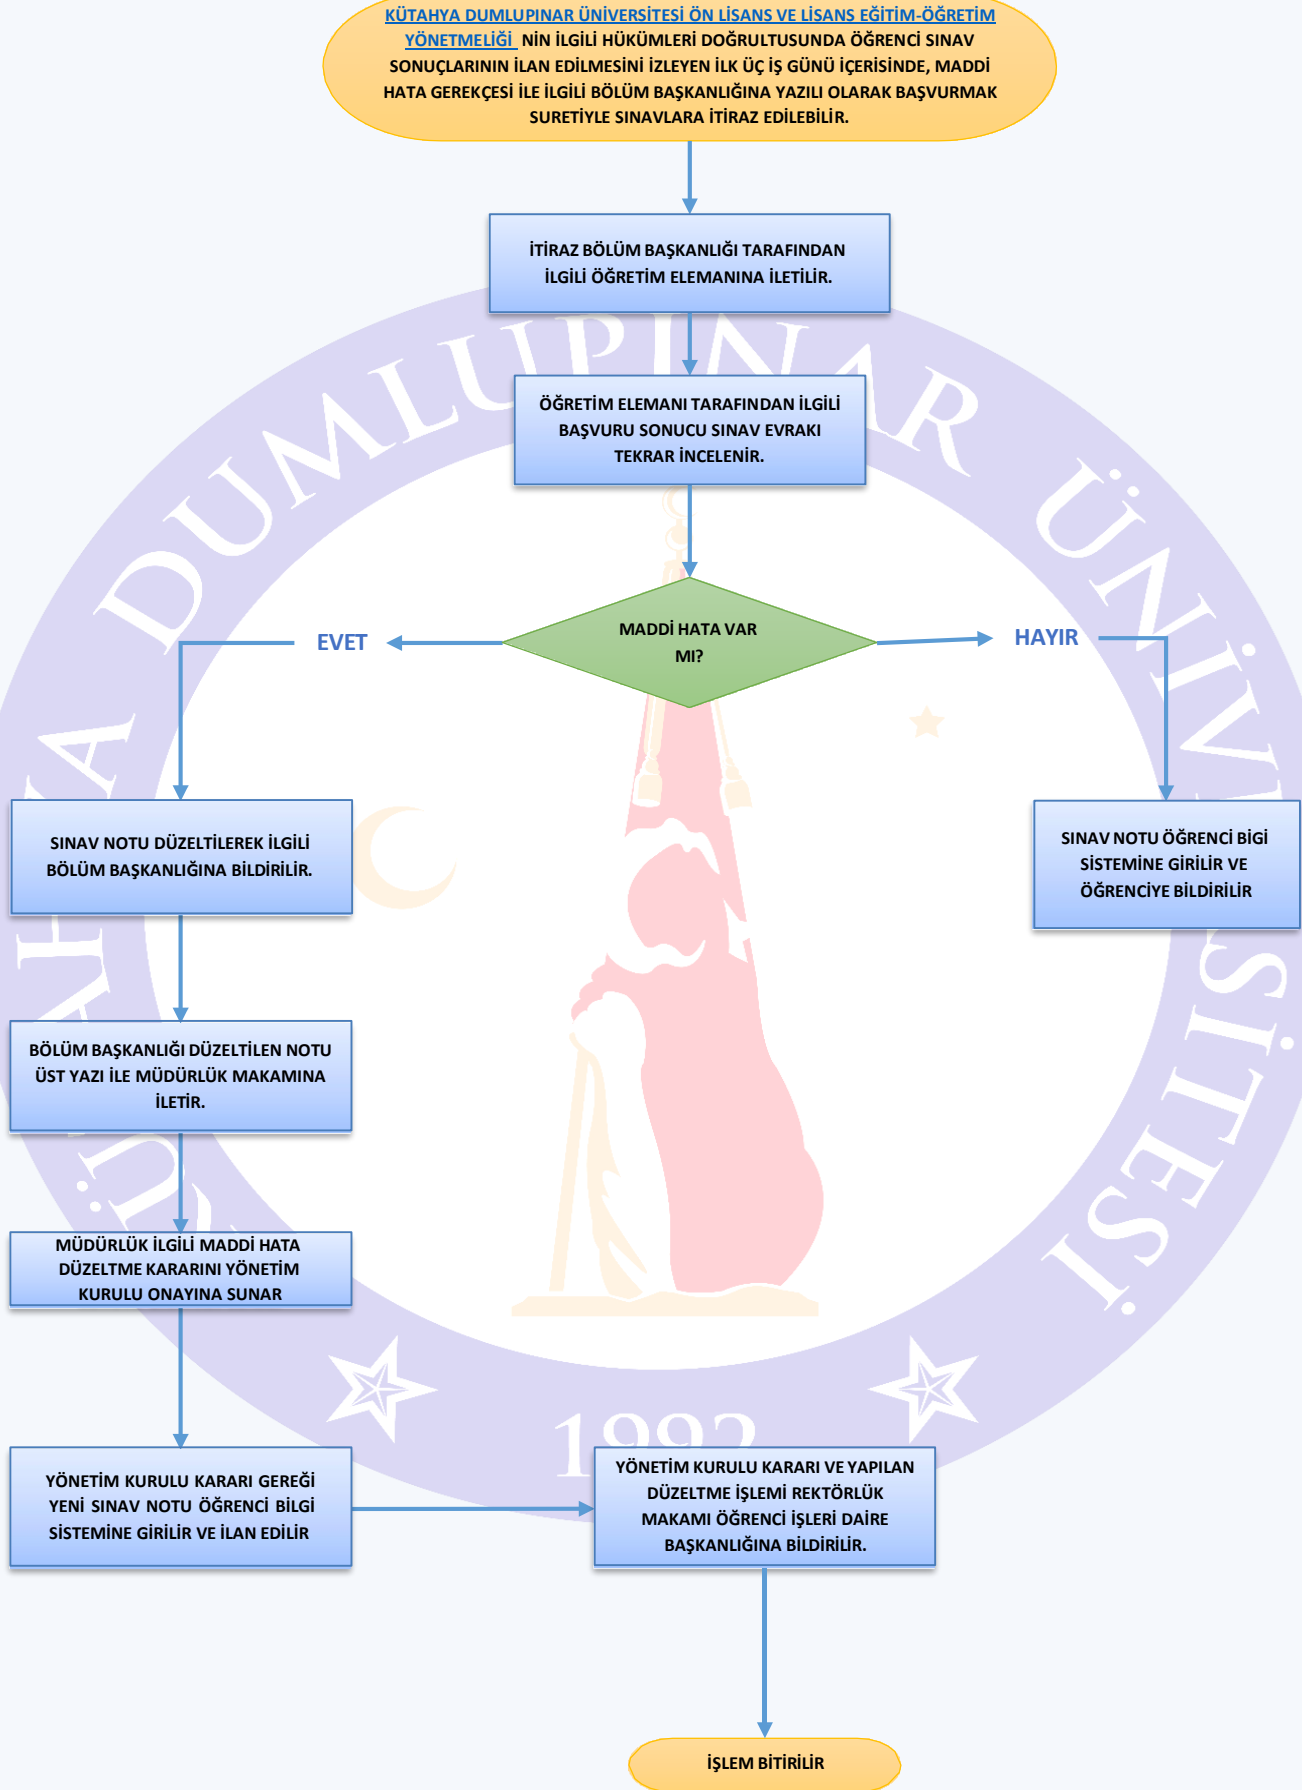 KÜTAHYA DUMLUPINAR ÜNİVERSİTESİ ÖN LİSANS VE LİSANS EĞİTİM-ÖĞRETİM
YÖNETMELİĞİ NİN İLGİLİ HÜKÜMLERİ DOĞRULTUSUNDA ÖĞRENCİ SINAV
SONUÇLARININ İLAN EDİLMESİNİ İZLEYEN İLK ÜÇ İŞ GÜNÜ İÇERİSİNDE, MADDİ
HATA GEREKÇESİ İLE İLGİLİ BÖLÜM BAŞKANLIĞINA YAZILI OLARAK BAŞVURMAK
SURETİYLE SINAVLARA İTİRAZ EDİLEBİLİR.
İTİRAZ BÖLÜM BAŞKANLIĞI TARAFINDAN
İLGİLİ ÖĞRETİM ELEMANINA İLETİLİR.
ÖĞRETİM ELEMANI TARAFINDAN İLGİLİ
BAŞVURU SONUCU SINAV EVRAKI
TEKRAR İNCELENİR.
MADDİ HATA VAR
MI?
EVET
HAYIR
SINAV NOTU DÜZELTİLEREK İLGİLİ
BÖLÜM BAŞKANLIĞINA BİLDİRİLİR.
SINAV NOTU ÖĞRENCİ BİGİ
SİSTEMİNE GİRİLİR VE
ÖĞRENCİYE BİLDİRİLİR
BÖLÜM BAŞKANLIĞI DÜZELTİLEN NOTU
ÜST YAZI İLE MÜDÜRLÜK MAKAMINA
İLETİR.
MÜDÜRLÜK İLGİLİ MADDİ HATA
DÜZELTME KARARINI YÖNETİM
KURULU ONAYINA SUNAR
YÖNETİM KURULU KARARI GEREĞİ
YENİ SINAV NOTU ÖĞRENCİ BİLGİ
SİSTEMİNE GİRİLİR VE İLAN EDİLİR
YÖNETİM KURULU KARARI VE YAPILAN
DÜZELTME İŞLEMİ REKTÖRLÜK
MAKAMI ÖĞRENCİ İŞLERİ DAİRE
BAŞKANLIĞINA BİLDİRİLİR.
İŞLEM BİTİRİLİR
KÜTAHYA DUMLUPINAR ÜNİVERSİTESİ
1992